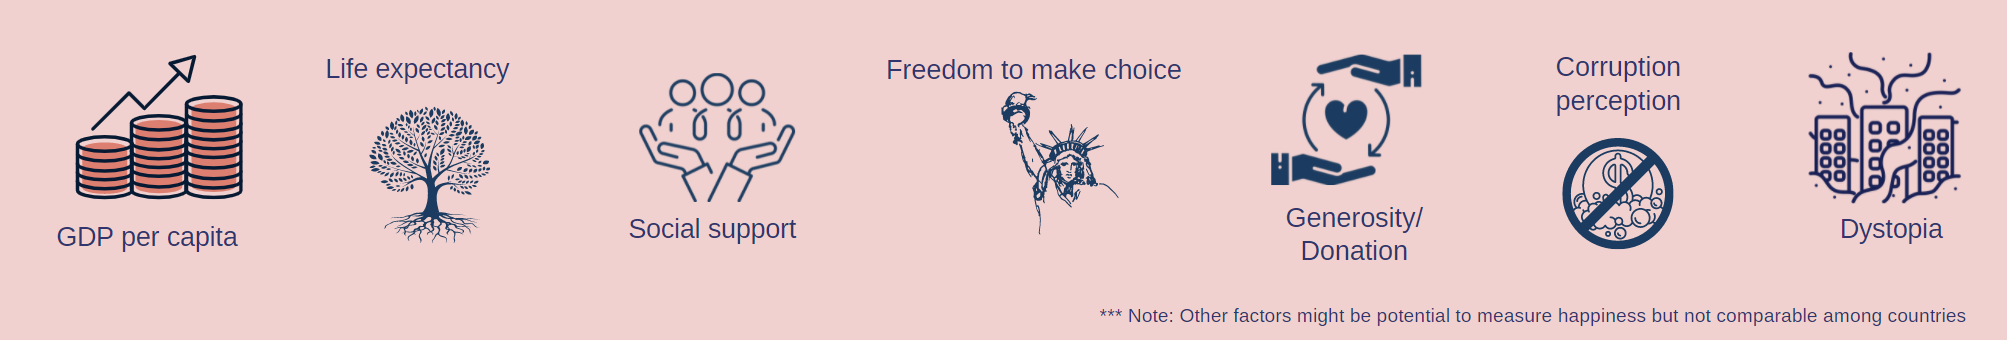 GDP per capita
Life expectancy
Social support
Freedom to make choice
Generosity/
Donation
Corruption
perception
Dystopia
*** Note: Other factors might be potential to measure happiness but not comparable among countries